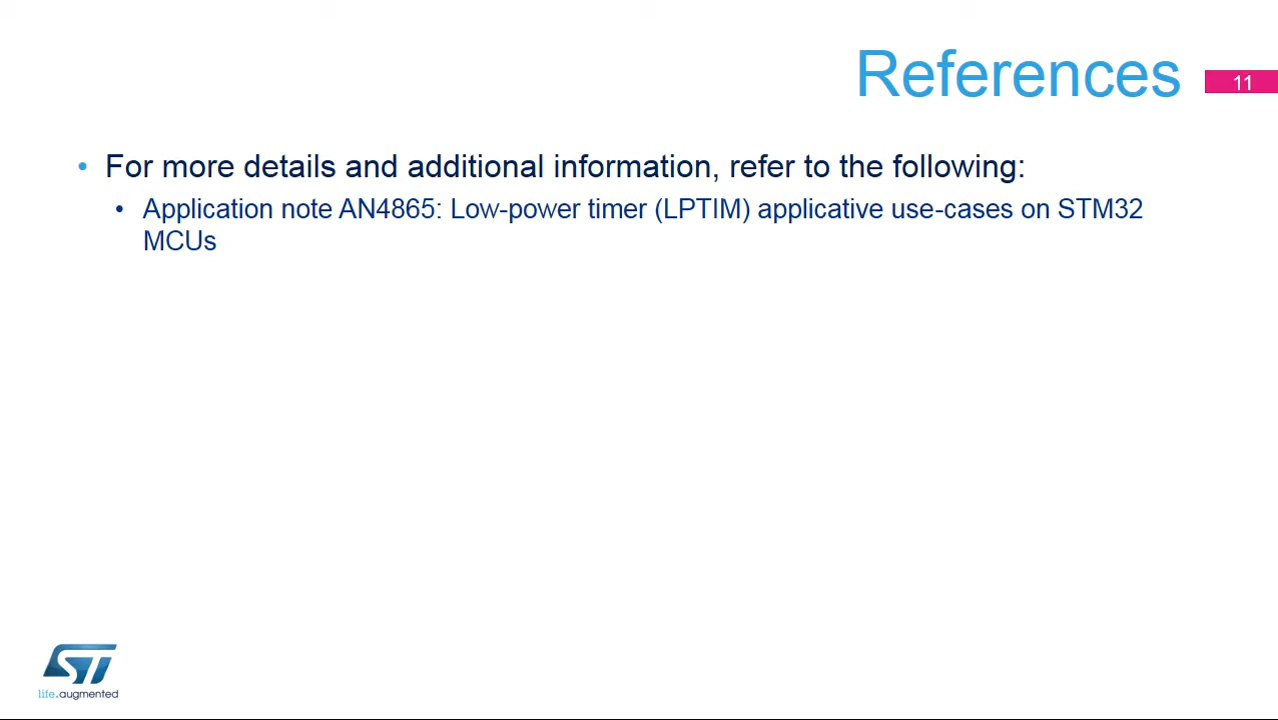 References
11
• For more details and additional information, refer to the following:
• Application note AN4865: Low-power timer (LPTIM) applicative use-cases on STM32
MCUs
ST
life.augmented